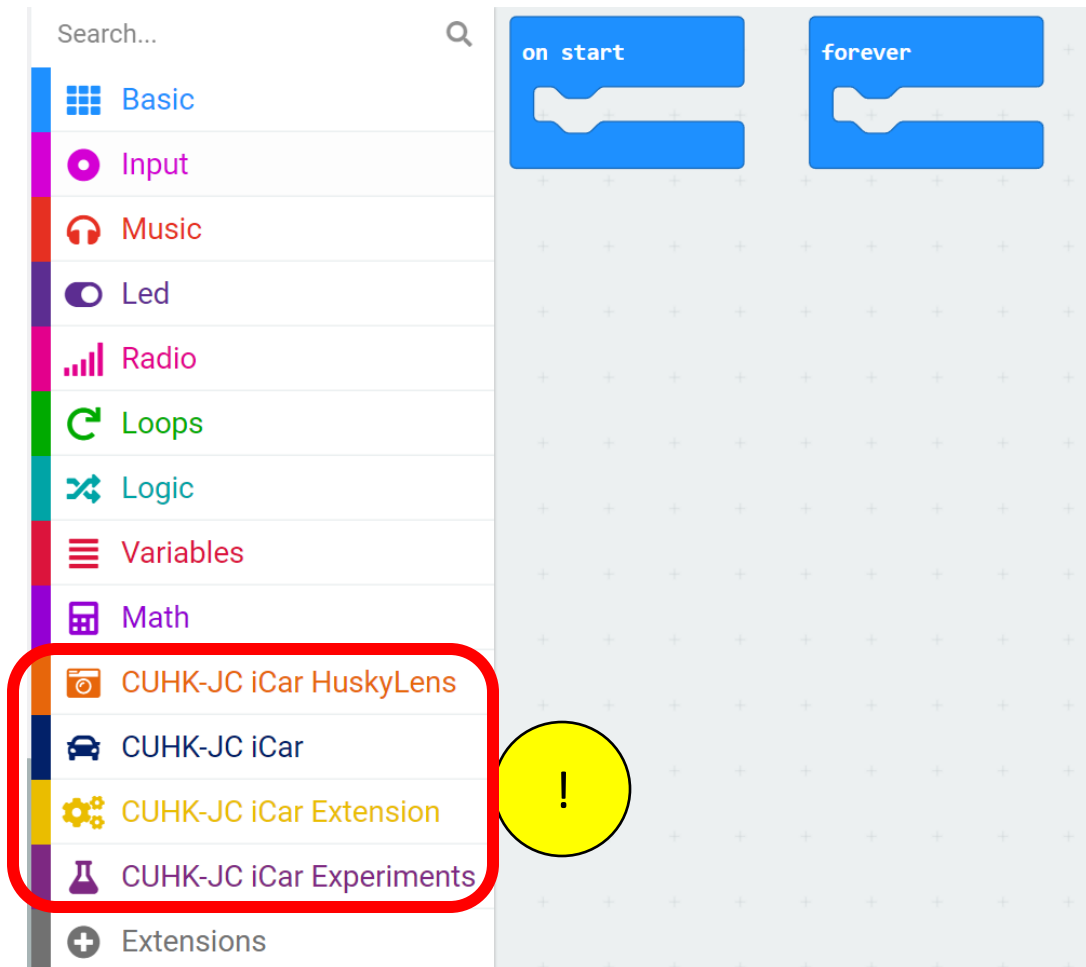 Search...
Basic
Input
Music
Led
Radio
Loops
Logic
Variables
Math
CUHK-JC iCar HuskyLens
CUHK-JC iCar
CUHK-JC iCar Extension
CUHK-JC iCar Experiments
Extensions
on start
forever
!